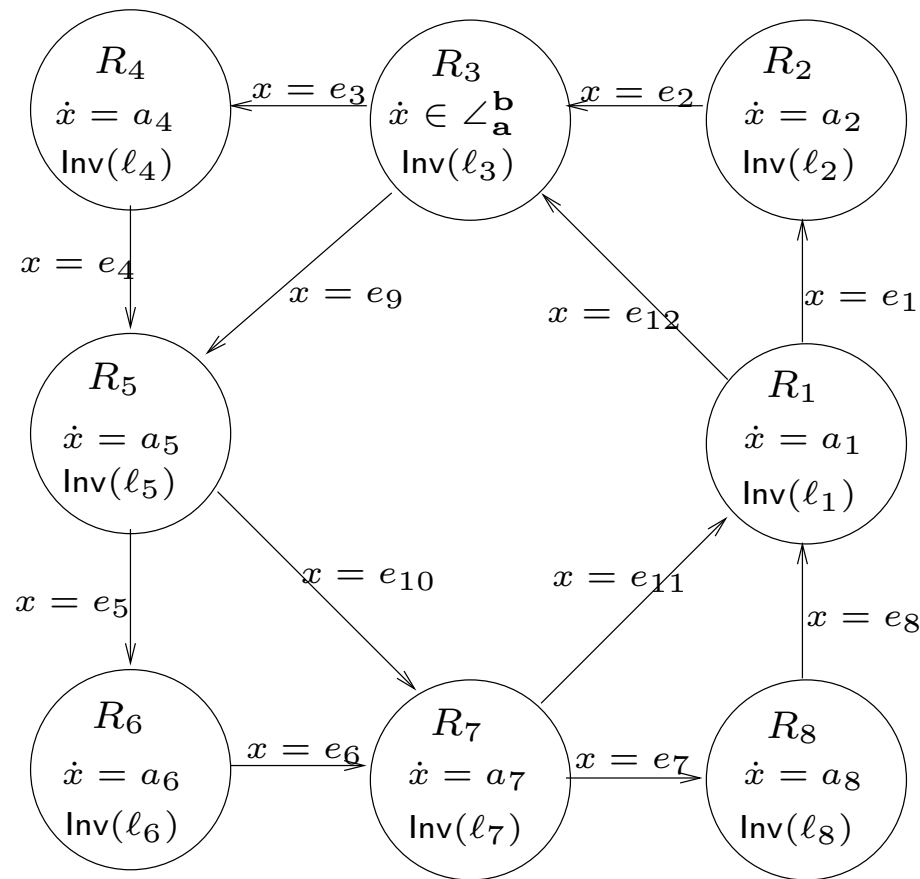 R₄
ẋ = a₄
Inv(ℓ₄)
x = e₃
R₃
ẋ ∈ ∠ᵇₐ
Inv(ℓ₃)
x = e₂
R₂
ẋ = a₂
Inv(ℓ₂)
x = e₄
x = e₉
x = e₁₂
x = e₁
R₅
ẋ = a₅
Inv(ℓ₅)
R₁
ẋ = a₁
Inv(ℓ₁)
x = e₅
x = e₁₀
x = e₁₁
x = e₈
R₆
ẋ = a₆
Inv(ℓ₆)
x = e₆
R₇
ẋ = a₇
Inv(ℓ₇)
x = e₇
R₈
ẋ = a₈
Inv(ℓ₈)